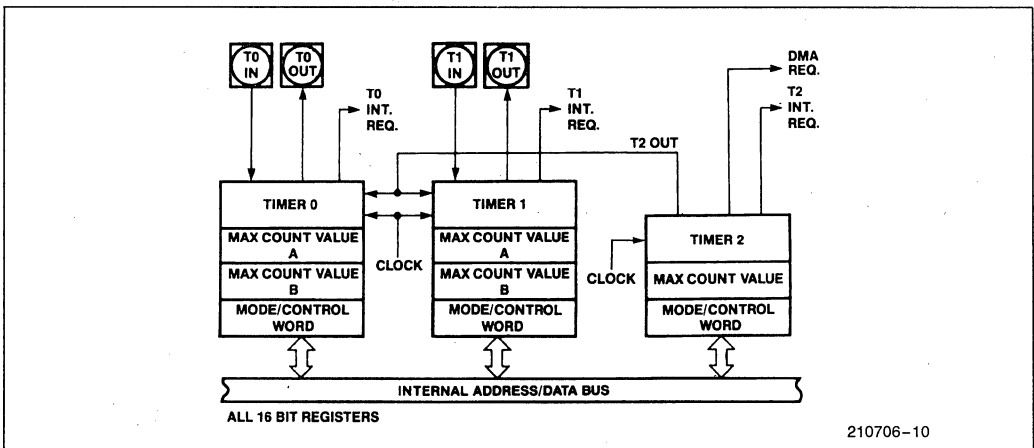 T0
IN
T0
OUT
T1
IN
T1
OUT
DMA
REQ.
T0
INT.
REQ.
T1
INT.
REQ.
T2
INT.
REQ.
T2 OUT
TIMER 0
MAX COUNT VALUE
A
MAX COUNT VALUE
B
MODE/CONTROL
WORD
CLOCK
TIMER 1
MAX COUNT VALUE
A
MAX COUNT VALUE
B
MODE/CONTROL
WORD
CLOCK
TIMER 2
MAX COUNT VALUE
MODE/CONTROL
WORD
INTERNAL ADDRESS/DATA BUS
ALL 16 BIT REGISTERS
210706-10